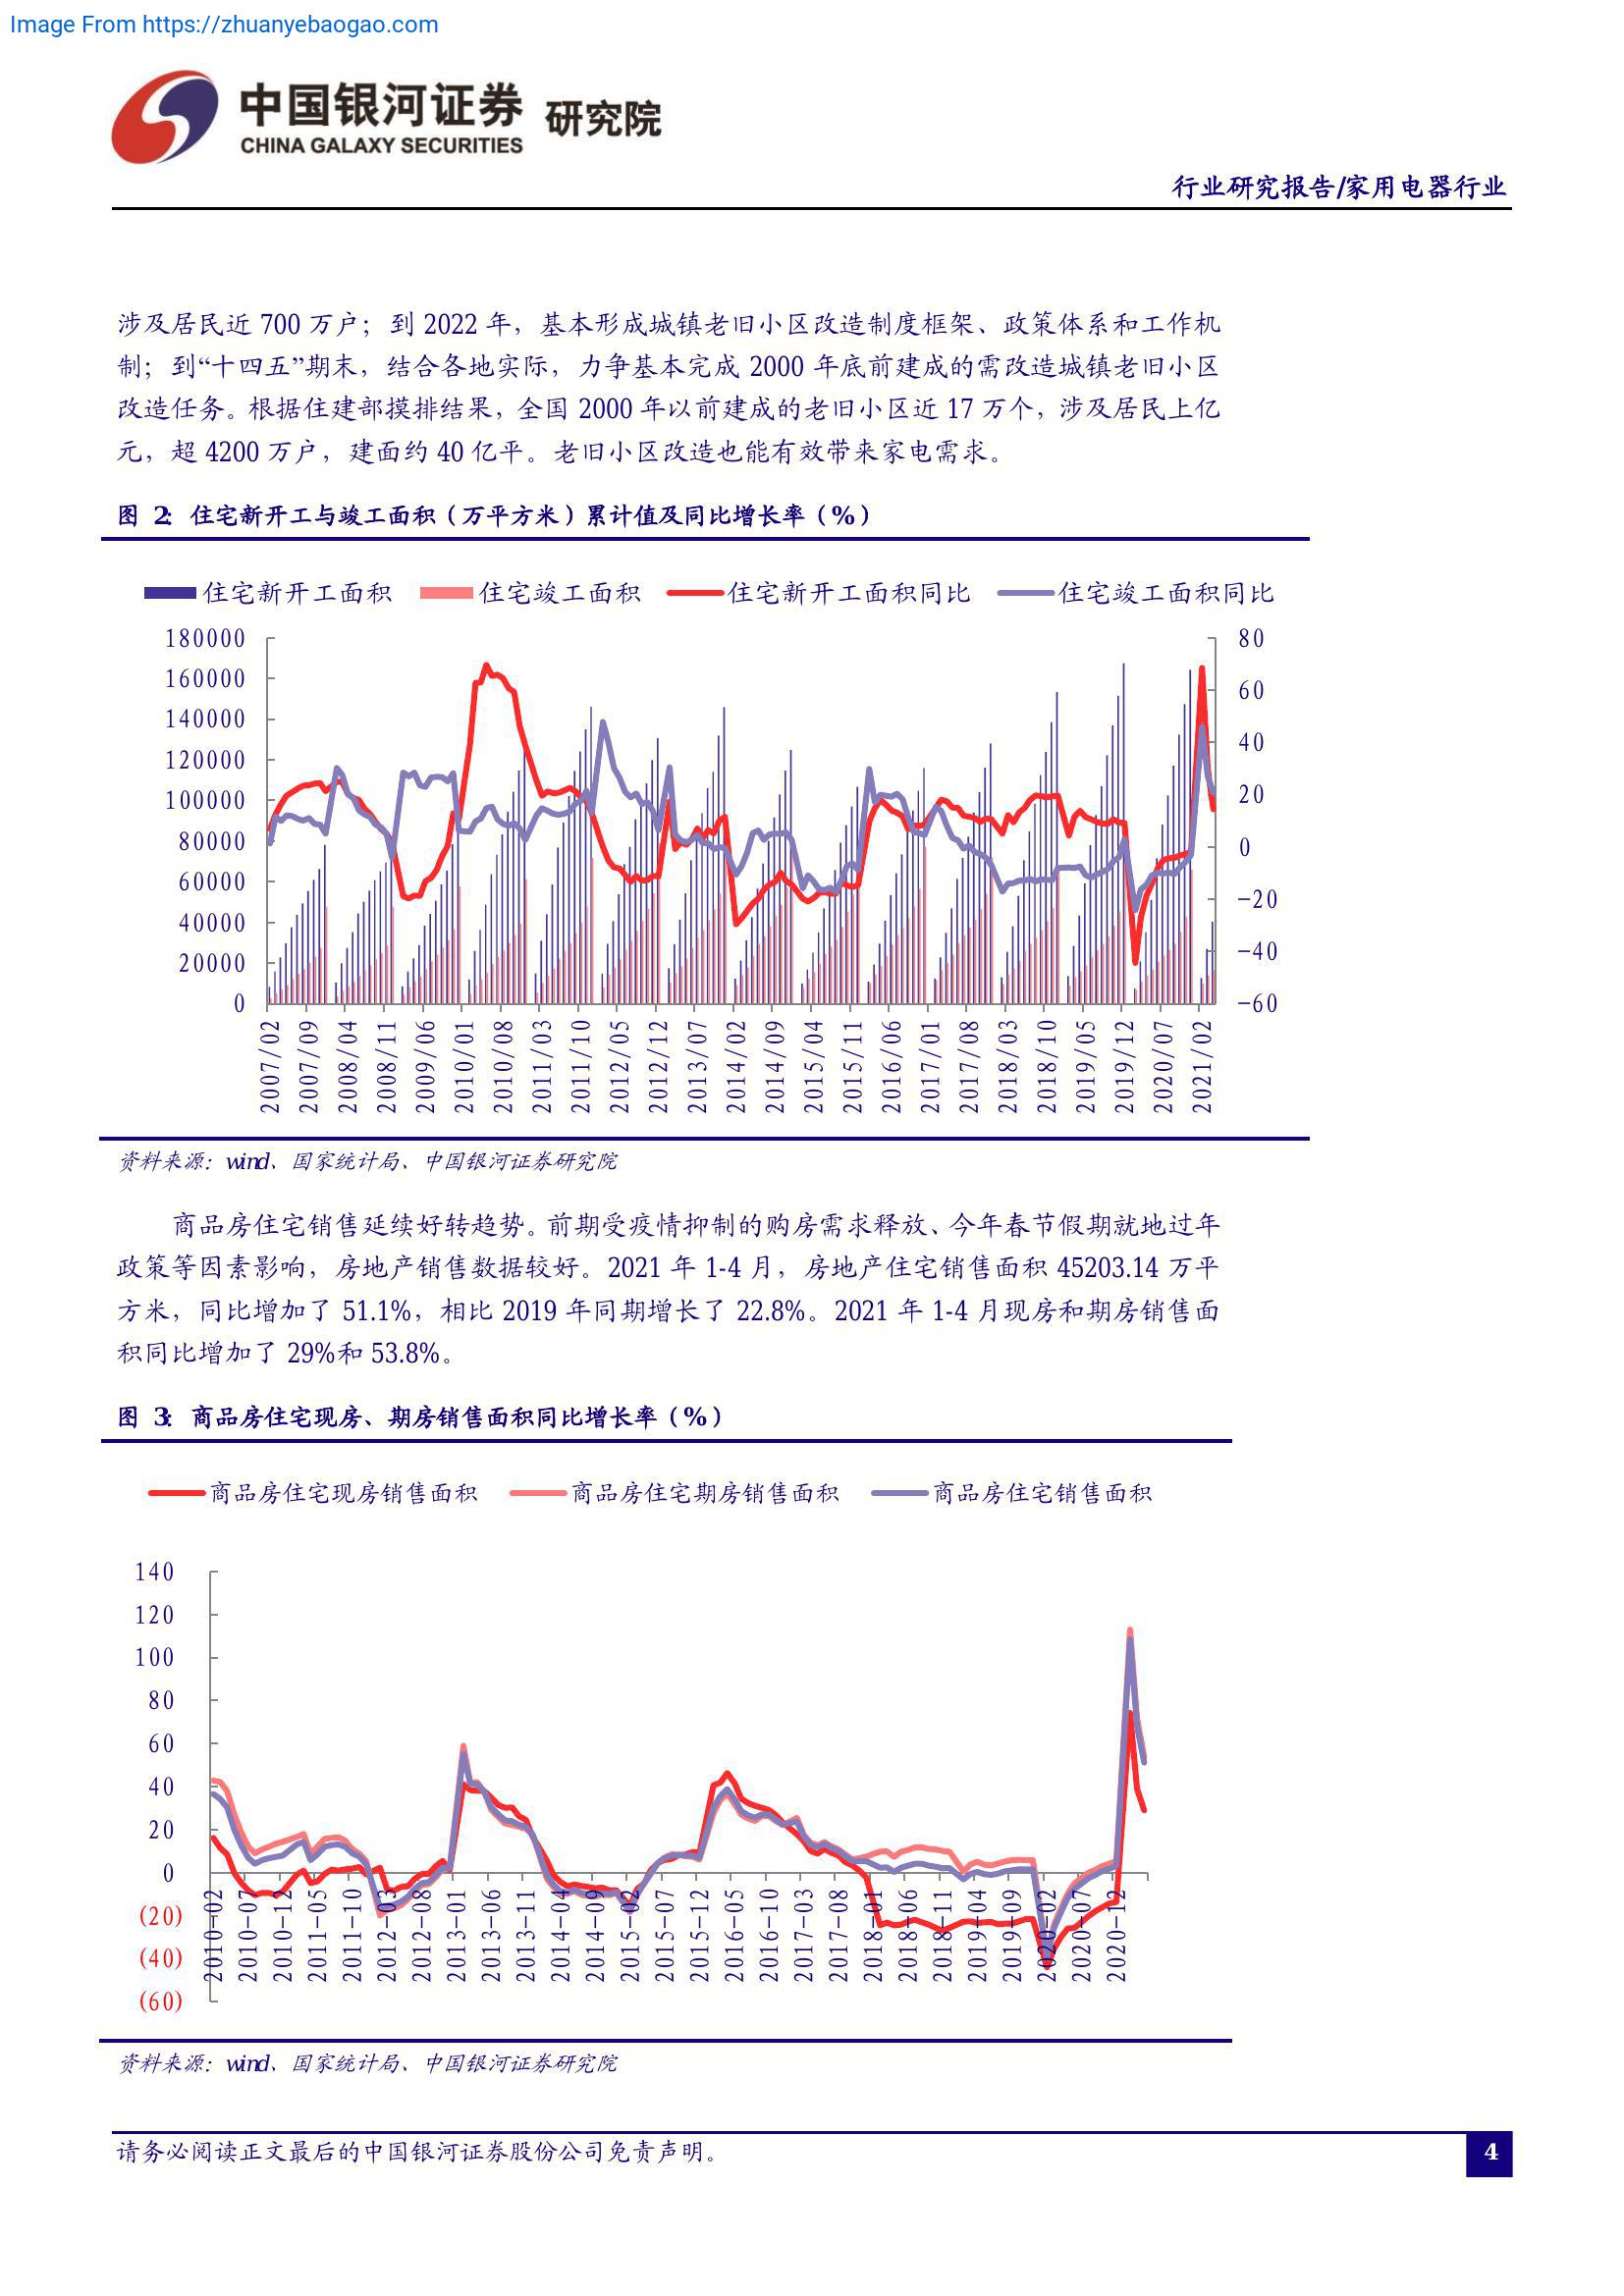 Image From https://zhuanyebaogao.com
中国银河证券 研究院
CHINA GALAXY SECURITIES
行业研究报告/家用电器行业
涉及居民近 700 万户；到 2022 年，基本形成城镇老旧小区改造制度框架、政策体系和工作机
制；到“十四五”期末，结合各地实际，力争基本完成 2000 年底前建成的需改造城镇老旧小区
改造任务。根据住建部摸排结果，全国 2000 年以前建成的老旧小区近 17 万个，涉及居民上亿
元，超 4200 万户，建面约 40 亿平。老旧小区改造也能有效带来家电需求。
图 2：住宅新开工与竣工面积（万平方米）累计值及同比增长率（%）
住宅新开工面积 住宅竣工面积 住宅新开工面积同比 住宅竣工面积同比
180000 80
160000 60
140000
120000 40
100000 20
80000 0
60000
40000 -20
20000 -40
0 -60
2007/02 2007/09 2008/04 2008/11 2009/06 2010/01 2010/08 2011/03 2011/10 2012/05 2012/12 2013/07 2014/02 2014/09 2015/04 2015/11 2016/06 2017/01 2017/08 2018/03 2018/10 2019/05 2019/12 2020/07 2021/02
资料来源：wind、国家统计局、中国银河证券研究院
商品房住宅销售延续好转趋势。前期受疫情抑制的购房需求释放、今年春节假期就地过年
政策等因素影响，房地产销售数据较好。2021 年 1-4 月，房地产住宅销售面积 45203.14 万平
方米，同比增加了 51.1%，相比 2019 年同期增长了 22.8%。2021 年 1-4 月现房和期房销售面
积同比增加了 29%和 53.8%。
图 3：商品房住宅现房、期房销售面积同比增长率（%）
商品房住宅现房销售面积 商品房住宅期房销售面积 商品房住宅销售面积
140
120
100
80
60
40
20
0
(20)
(40)
(60)
2010-02 2010-07 2010-12 2011-05 2011-10 2012-03 2012-08 2013-01 2013-06 2013-11 2014-04 2014-09 2015-02 2015-07 2015-12 2016-05 2016-10 2017-03 2017-08 2018-01 2018-06 2018-11 2019-04 2019-09 2020-02 2020-07 2020-12
资料来源：wind、国家统计局、中国银河证券研究院
请务必阅读正文最后的中国银河证券股份公司免责声明。
4